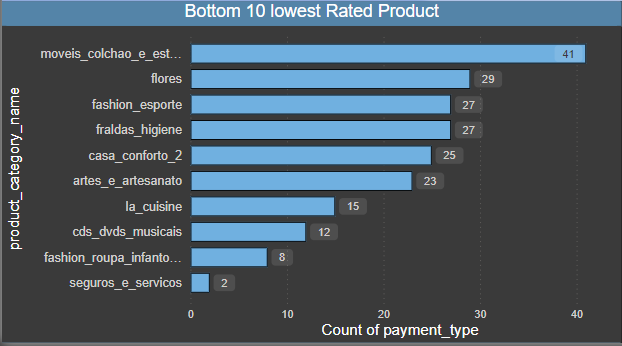 Bottom 10 lowest Rated Product
product_category_name
moveis_colchao_e_est... 41
flores 29
fashion_esporte 27
fraldas_higiene 27
casa_conforto_2 25
artes_e_artesanato 23
la_cuisine 15
cds_dvds_musicais 12
fashion_roupa_infanto... 8
seguros_e_servicos 2
0 10 20 30 40
Count of payment_type